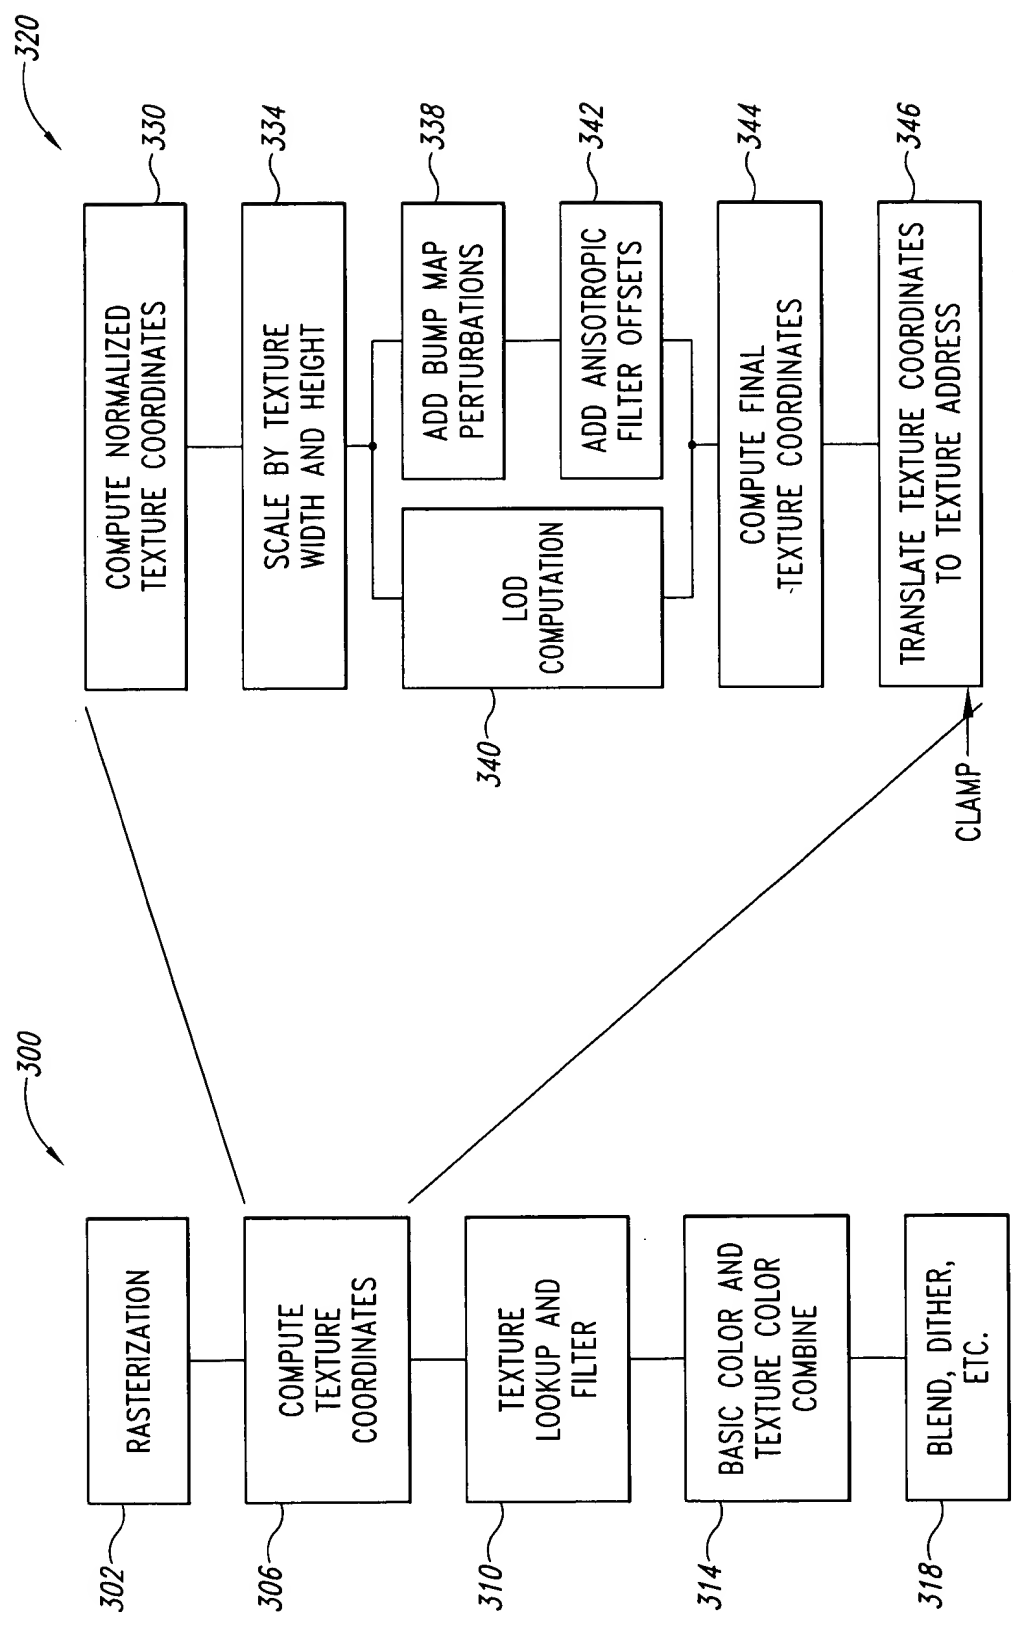 300
302
RASTERIZATION
306
COMPUTE
TEXTURE
COORDINATES
310
TEXTURE
LOOKUP AND
FILTER
314
BASIC COLOR AND
TEXTURE COLOR
COMBINE
318
BLEND, DITHER,
ETC.
320
330
COMPUTE NORMALIZED
TEXTURE COORDINATES
334
SCALE BY TEXTURE
WIDTH AND HEIGHT
340
LOD
COMPUTATION
338
ADD BUMP MAP
PERTURBATIONS
342
ADD ANISOTROPIC
FILTER OFFSETS
344
COMPUTE FINAL
TEXTURE COORDINATES
346
TRANSLATE TEXTURE COORDINATES
TO TEXTURE ADDRESS
CLAMP